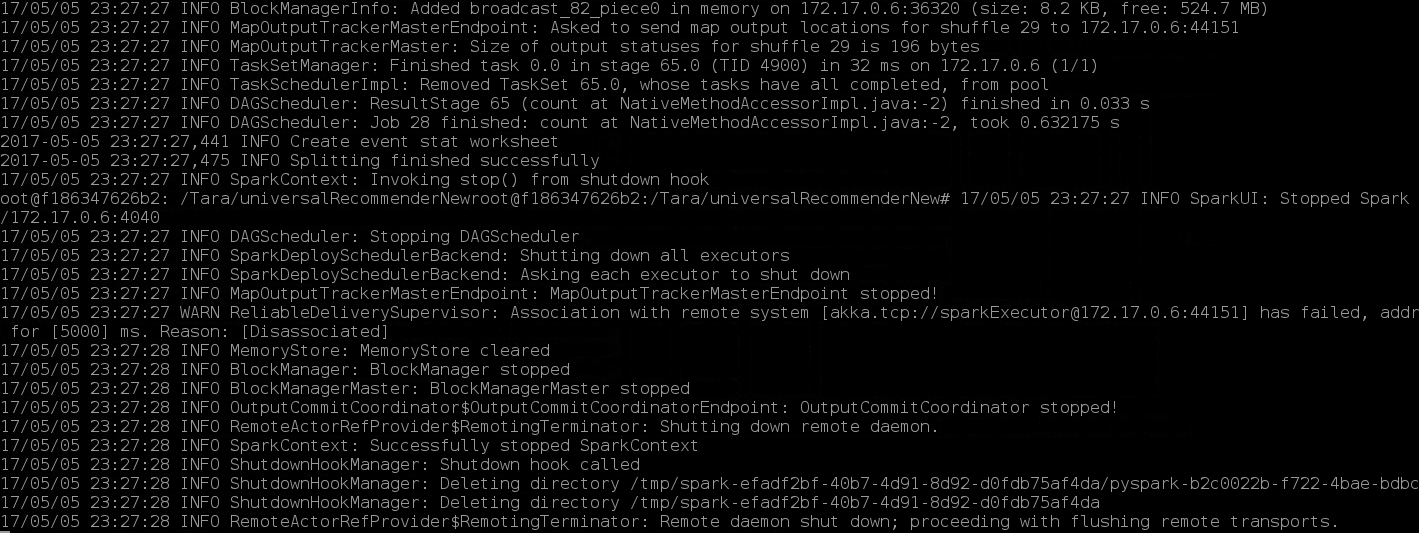 17/05/05 23:27:27 INFO BlockManagerInfo: Added broadcast_82_piece0 in memory on 172.17.0.6:36320 (size: 8.2 KB, free: 524.7 MB)
17/05/05 23:27:27 INFO MapOutputTrackerMasterEndpoint: Asked to send map output locations for shuffle 29 to 172.17.0.6:44151
17/05/05 23:27:27 INFO MapOutputTrackerMaster: Size of output statuses for shuffle 29 is 196 bytes
17/05/05 23:27:27 INFO TaskSetManager: Finished task 0.0 in stage 65.0 (TID 4900) in 32 ms on 172.17.0.6 (1/1)
17/05/05 23:27:27 INFO TaskSchedulerImpl: Removed TaskSet 65.0, whose tasks have all completed, from pool
17/05/05 23:27:27 INFO DAGScheduler: ResultStage 65 (count at NativeMethodAccessorImpl.java:-2) finished in 0.033 s
17/05/05 23:27:27 INFO DAGScheduler: Job 28 finished: count at NativeMethodAccessorImpl.java:-2, took 0.632175 s
2017-05-05 23:27:27,441 INFO Create event stat worksheet
2017-05-05 23:27:27,475 INFO Splitting finished successfully
17/05/05 23:27:27 INFO SparkContext: Invoking stop() from shutdown hook
oot@f186347626b2: /Tara/universalRecommenderNewroot@f186347626b2:/Tara/universalRecommenderNew# 17/05/05 23:27:27 INFO SparkUI: Stopped Spark
/172.17.0.6:4040
17/05/05 23:27:27 INFO DAGScheduler: Stopping DAGScheduler
17/05/05 23:27:27 INFO SparkDeploySchedulerBackend: Shutting down all executors
17/05/05 23:27:27 INFO SparkDeploySchedulerBackend: Asking each executor to shut down
17/05/05 23:27:27 INFO MapOutputTrackerMasterEndpoint: MapOutputTrackerMasterEndpoint stopped!
17/05/05 23:27:27 WARN ReliableDeliverySupervisor: Association with remote system [akka.tcp://sparkExecutor@172.17.0.6:44151] has failed, addr
for [5000] ms. Reason: [Disassociated]
17/05/05 23:27:28 INFO MemoryStore: MemoryStore cleared
17/05/05 23:27:28 INFO BlockManager: BlockManager stopped
17/05/05 23:27:28 INFO BlockManagerMaster: BlockManagerMaster stopped
17/05/05 23:27:28 INFO OutputCommitCoordinator$OutputCommitCoordinatorEndpoint: OutputCommitCoordinator stopped!
17/05/05 23:27:28 INFO RemoteActorRefProvider$RemotingTerminator: Shutting down remote daemon.
17/05/05 23:27:28 INFO SparkContext: Successfully stopped SparkContext
17/05/05 23:27:28 INFO ShutdownHookManager: Shutdown hook called
17/05/05 23:27:28 INFO ShutdownHookManager: Deleting directory /tmp/spark-efadf2bf-40b7-4d91-8d92-d0fdb75af4da/pyspark-b2c0022b-f722-4bae-bdbc
17/05/05 23:27:28 INFO ShutdownHookManager: Deleting directory /tmp/spark-efadf2bf-40b7-4d91-8d92-d0fdb75af4da
17/05/05 23:27:28 INFO RemoteActorRefProvider$RemotingTerminator: Remote daemon shut down; proceeding with flushing remote transports.